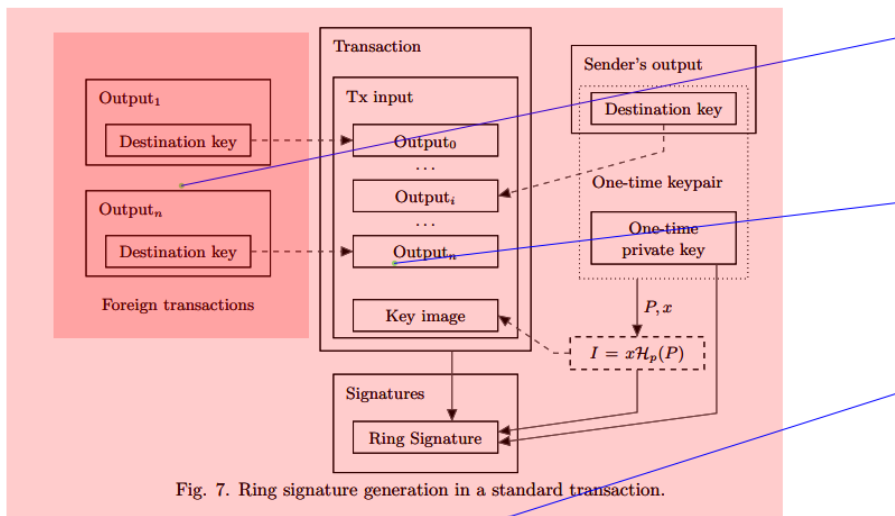 Transaction
Sender's output
Destination key
One-time keypair
One-time
private key
Tx input
Output₀
...
Outputᵢ
...
Outputₙ
Key image
Output₁
Destination key
Outputₙ
Destination key
Foreign transactions
P, x
I = xℋₚ(P)
Signatures
Ring Signature
Fig. 7. Ring signature generation in a standard transaction.